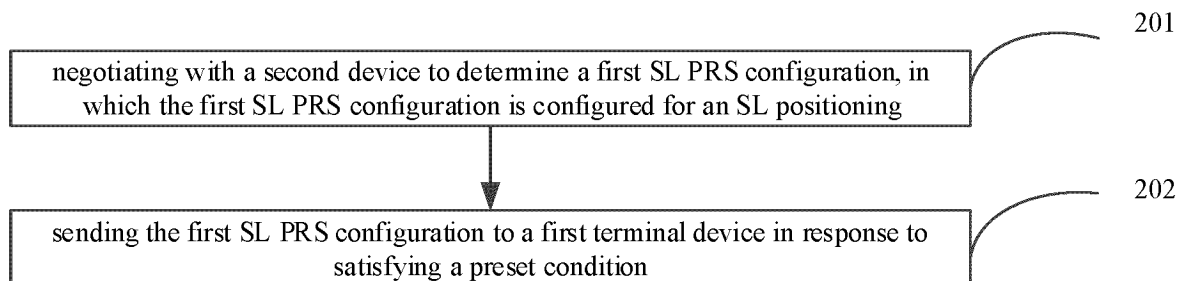 201
negotiating with a second device to determine a first SL PRS configuration, in
which the first SL PRS configuration is configured for an SL positioning
202
sending the first SL PRS configuration to a first terminal device in response to
satisfying a preset condition